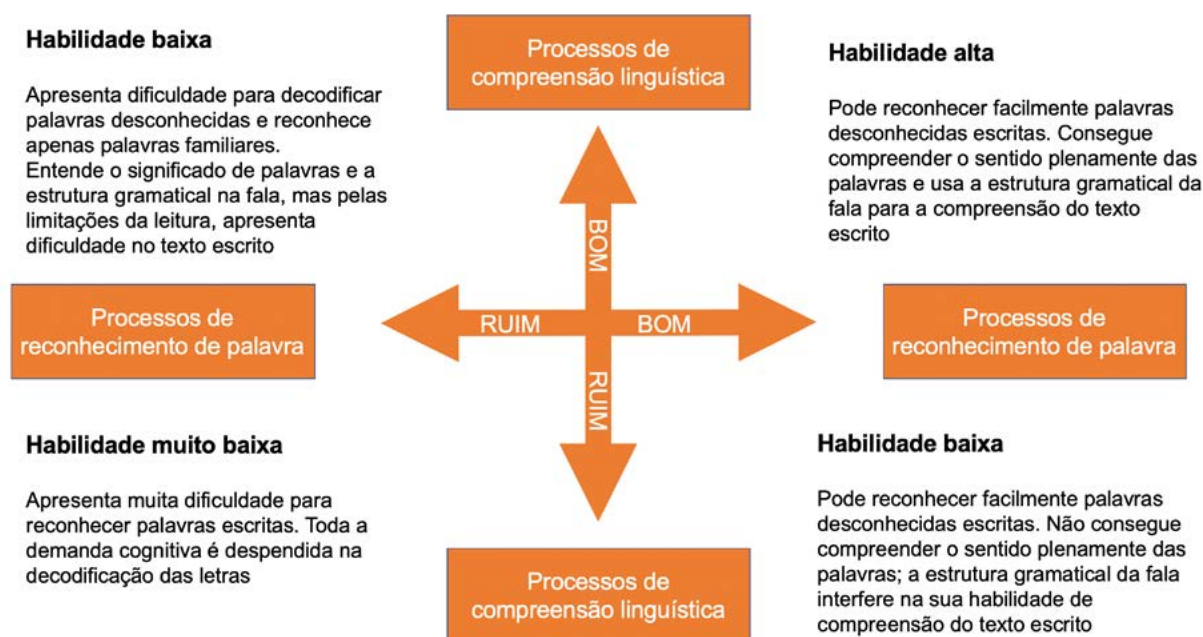 Habilidade baixa
Apresenta dificuldade para decodificar
palavras desconhecidas e reconhece
apenas palavras familiares.
Entende o significado de palavras e a
estrutura gramatical na fala, mas pelas
limitações da leitura, apresenta
dificuldade no texto escrito
Processos de
compreensão linguística
Habilidade alta
Pode reconhecer facilmente palavras
desconhecidas escritas. Consegue
compreender o sentido plenamente das
palavras e usa a estrutura gramatical da
fala para a compreensão do texto
escrito
BOM
Processos de
reconhecimento de palavra
RUIM
BOM
Processos de
reconhecimento de palavra
RUIM
Habilidade muito baixa
Apresenta muita dificuldade para
reconhecer palavras escritas. Toda a
demanda cognitiva é despendida na
decodificação das letras
Processos de
compreensão linguística
Habilidade baixa
Pode reconhecer facilmente palavras
desconhecidas escritas. Não consegue
compreender o sentido plenamente das
palavras; a estrutura gramatical da fala
interfere na sua habilidade de
compreensão do texto escrito